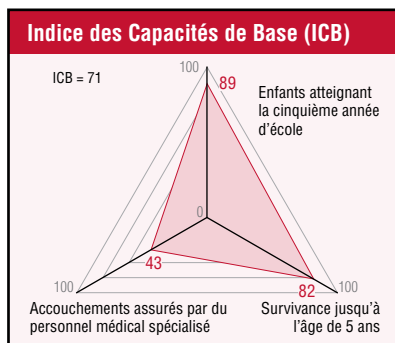 Indice des Capacités de Base (ICB)
ICB = 71
100
89
Enfants atteignant
la cinquième année
d'école
0
43
82
100
100
Accouchements assurés par du
personnel médical spécialisé
Survivance jusqu'à
l'âge de 5 ans